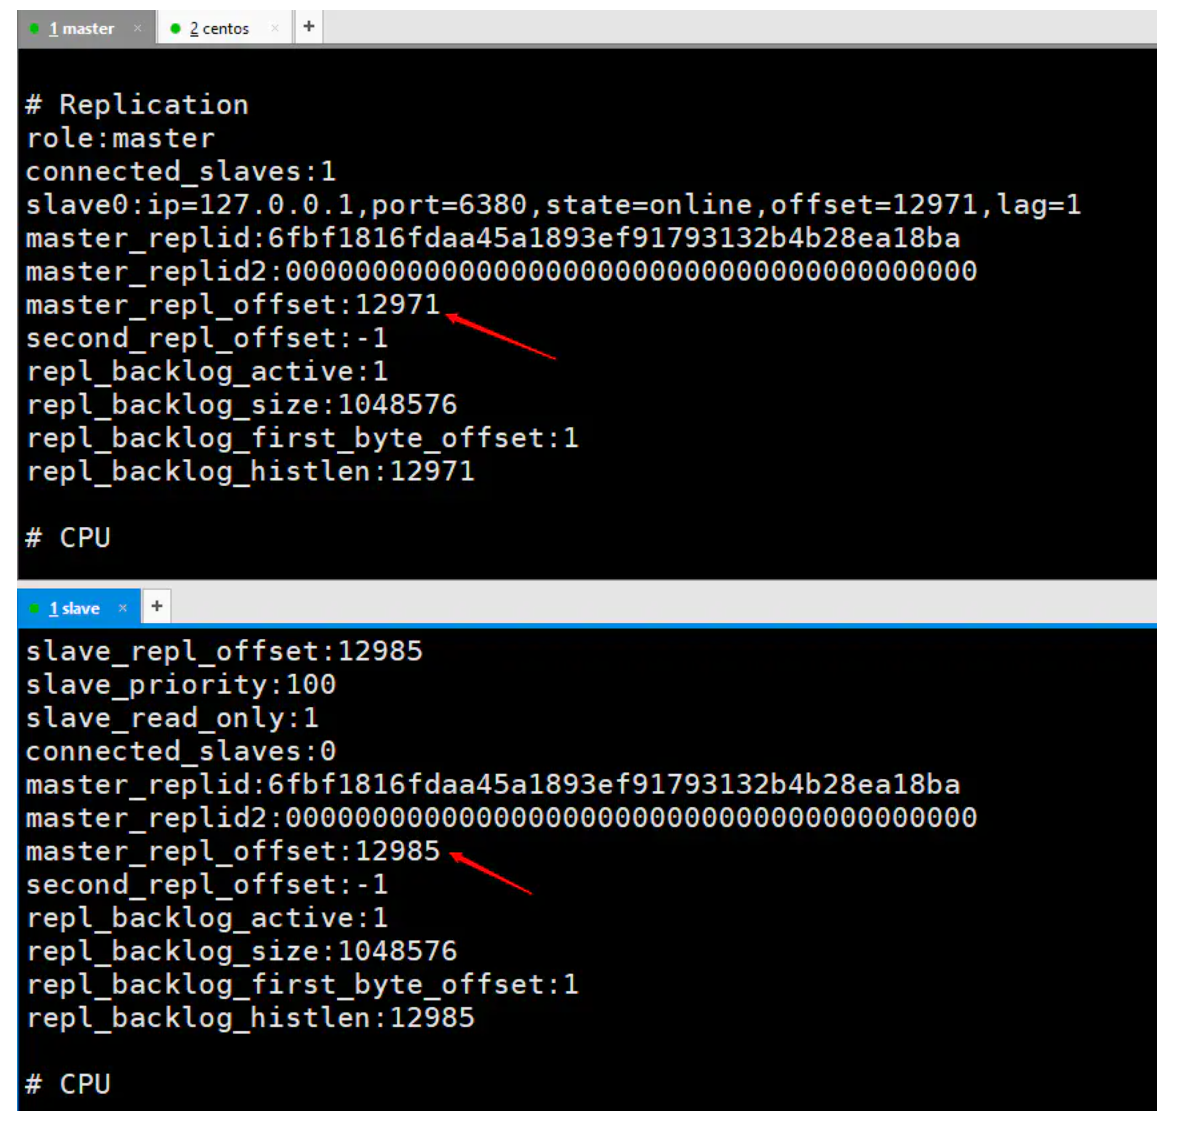 1 master × 2 centos × +
# Replication
role:master
connected_slaves:1
slave0:ip=127.0.0.1,port=6380,state=online,offset=12971,lag=1
master_replid:6fbf1816fdaa45a1893ef91793132b4b28ea18ba
master_replid2:0000000000000000000000000000000000000000
master_repl_offset:12971
second_repl_offset:-1
repl_backlog_active:1
repl_backlog_size:1048576
repl_backlog_first_byte_offset:1
repl_backlog_histlen:12971
# CPU
1 slave × +
slave_repl_offset:12985
slave_priority:100
slave_read_only:1
connected_slaves:0
master_replid:6fbf1816fdaa45a1893ef91793132b4b28ea18ba
master_replid2:0000000000000000000000000000000000000000
master_repl_offset:12985
second_repl_offset:-1
repl_backlog_active:1
repl_backlog_size:1048576
repl_backlog_first_byte_offset:1
repl_backlog_histlen:12985
# CPU